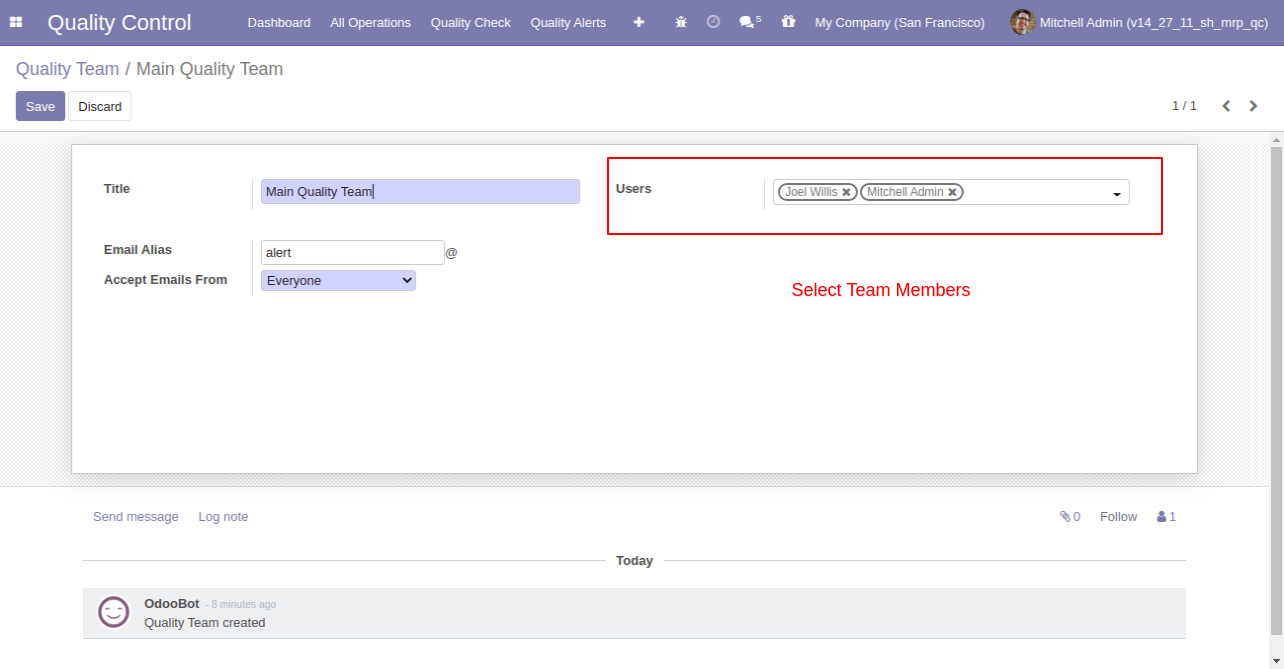 Quality Control Dashboard All Operations Quality Check Quality Alerts 5 My Company (San Francisco) Mitchell Admin (v14_27_11_sh_mrp_qc)
Quality Team / Main Quality Team
Save Discard 1 / 1
Title Main Quality Team Users Joel Willis Mitchell Admin
Email Alias alert @
Accept Emails From Everyone
Select Team Members
Send message Log note 0 Follow 1
Today
OdooBot - 8 minutes ago
Quality Team created